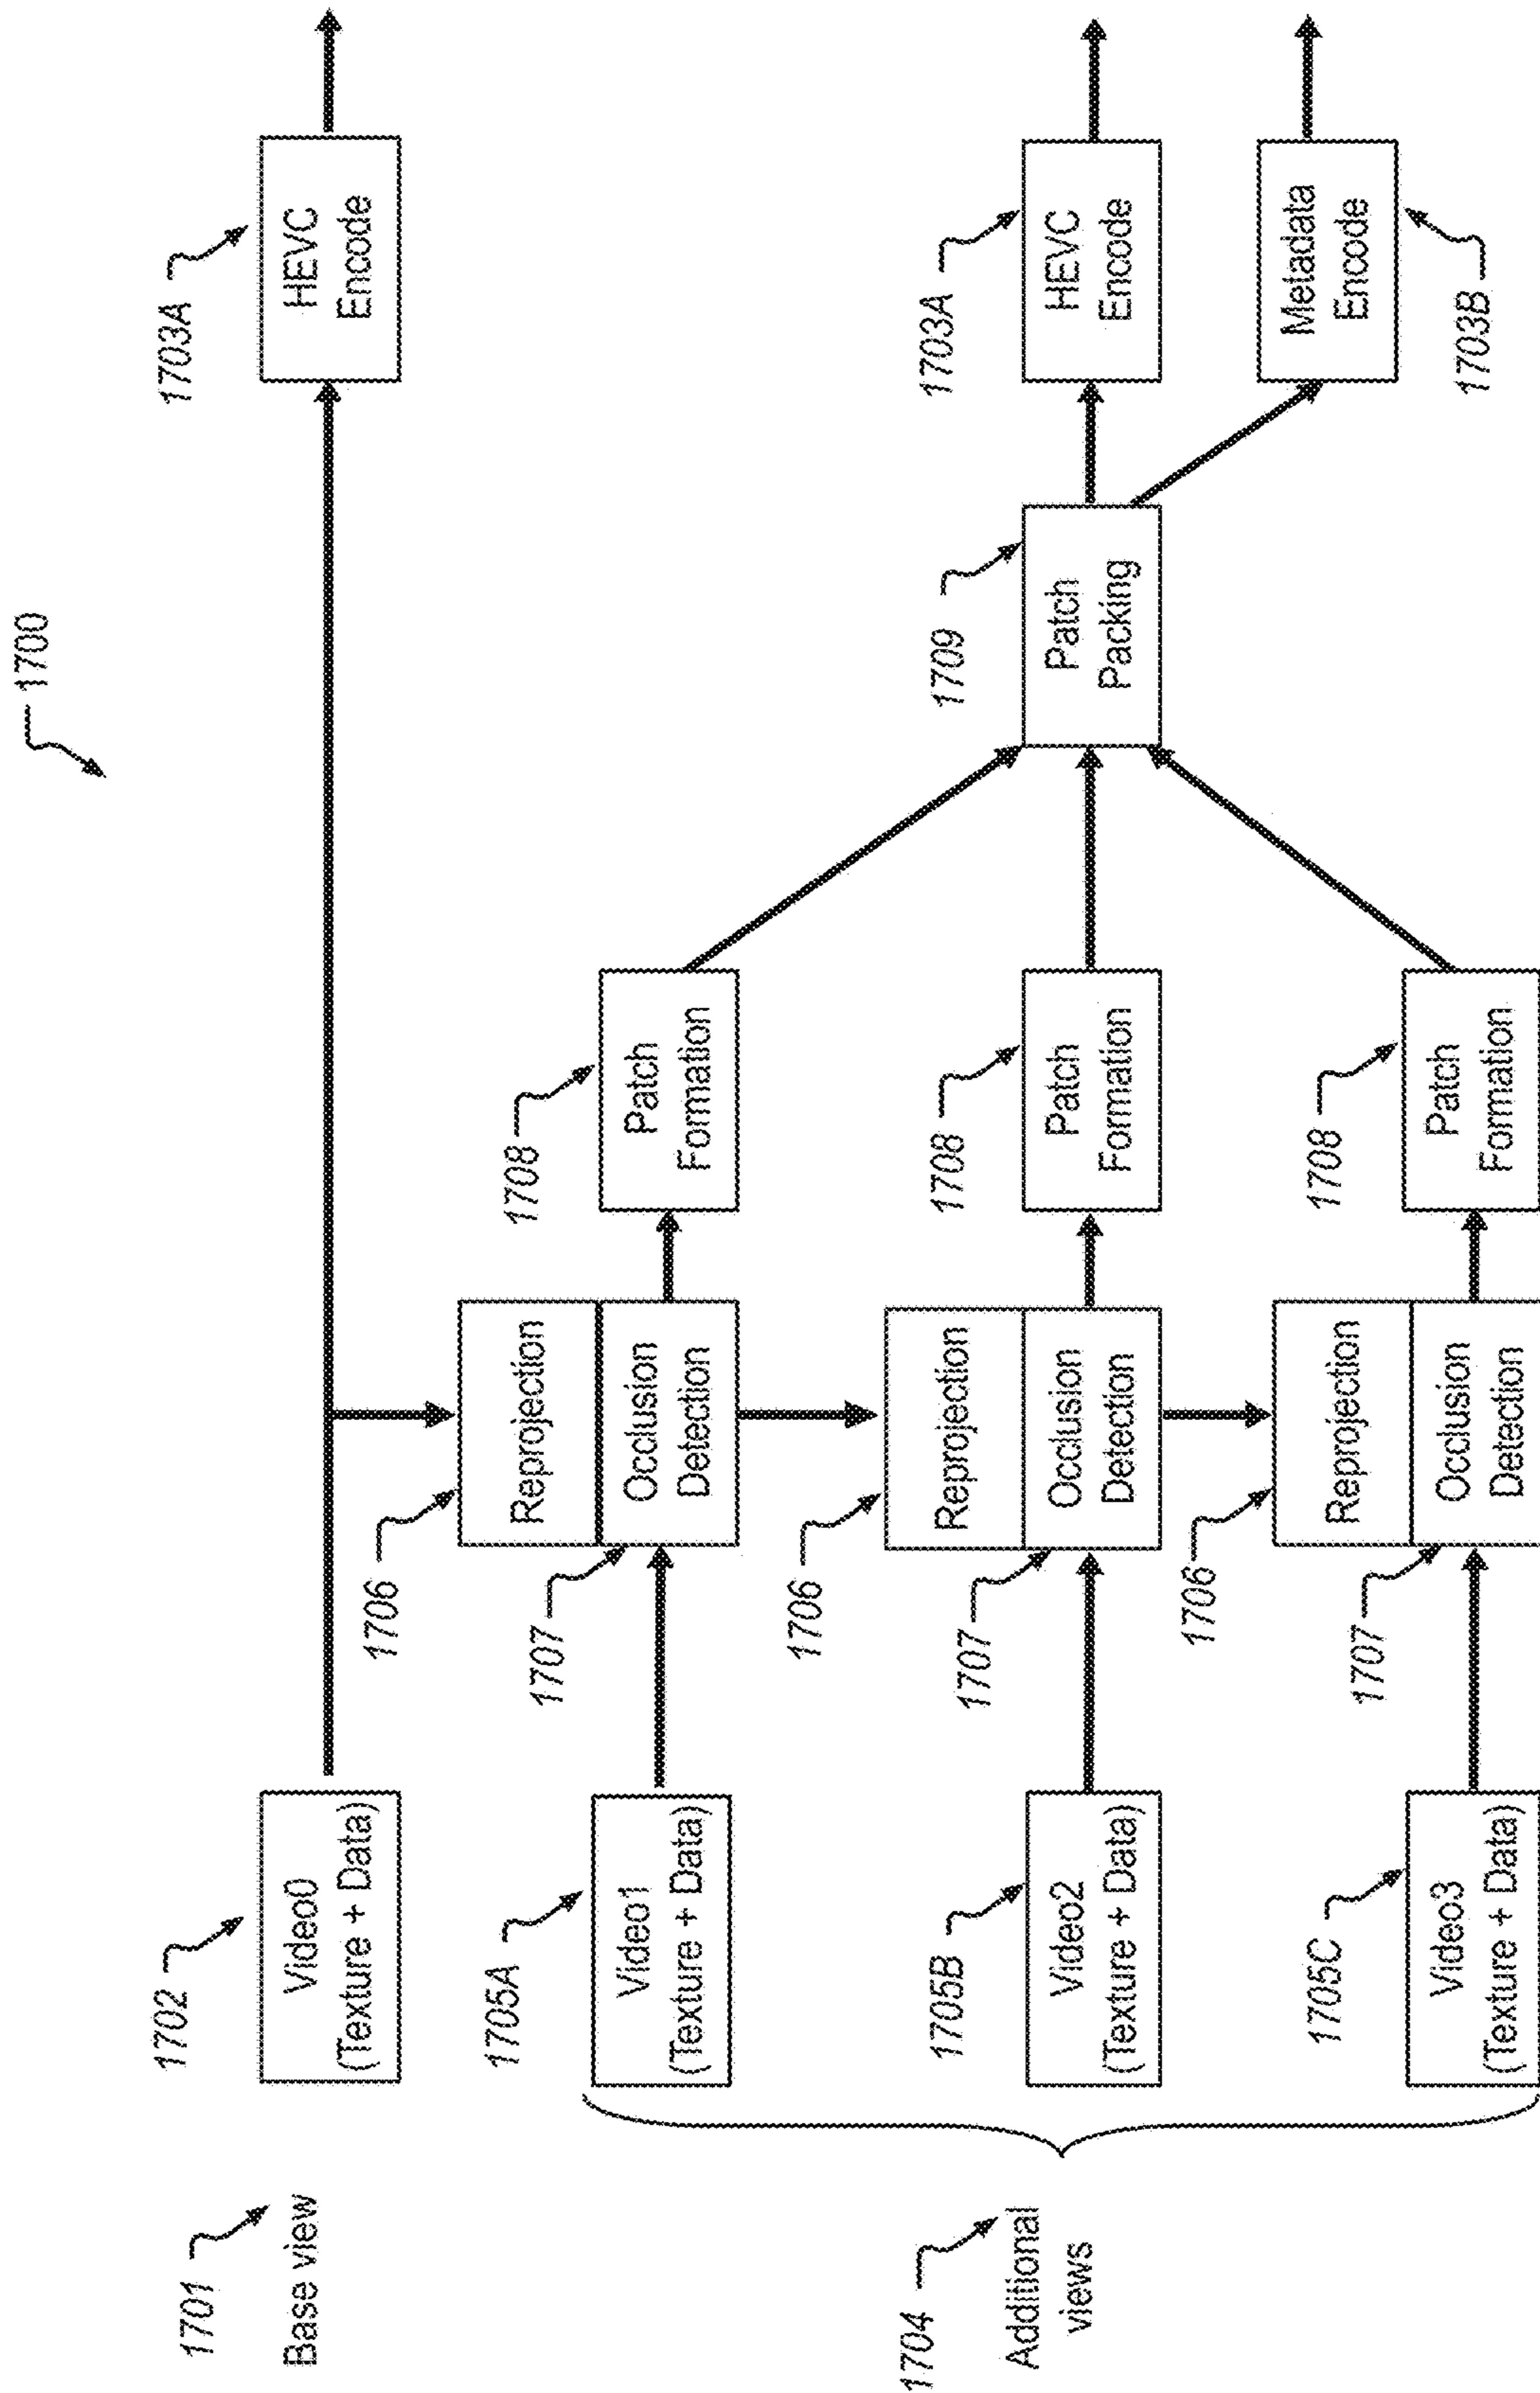 1700
1701
Base view
1702
Video0
(Texture + Data)
1703A
HEVC
Encode
1704
Additional
views
1705A
Video1
(Texture + Data)
1706
Reprojection
1707
Occlusion
Detection
1708
Patch
Formation
1705B
Video2
(Texture + Data)
1706
Reprojection
1707
Occlusion
Detection
1708
Patch
Formation
1709
Patch
Packing
1703A
HEVC
Encode
Metadata
Encode
1703B
1705C
Video3
(Texture + Data)
1706
Reprojection
1707
Occlusion
Detection
1708
Patch
Formation